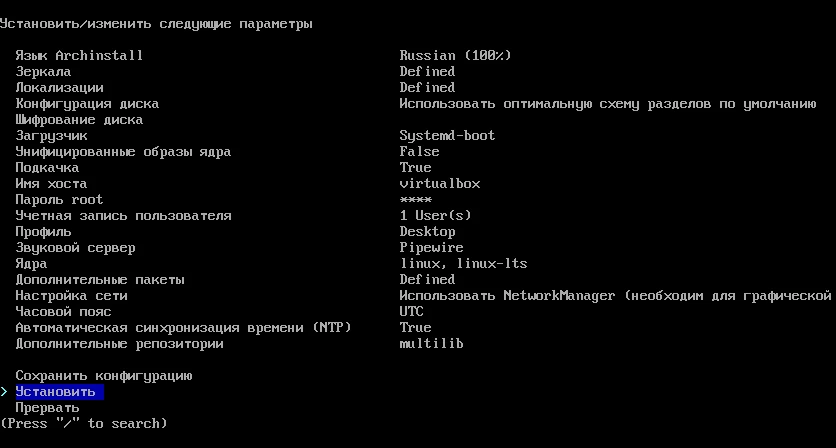 Установить/изменить следующие параметры
Язык Archinstall Russian (100%)
Зеркала Defined
Локализации Defined
Конфигурация диска Использовать оптимальную схему разделов по умолчанию
Шифрование диска
Загрузчик Systemd-boot
Унифицированные образы ядра False
Подкачка True
Имя хоста virtualbox
Пароль root ****
Учетная запись пользователя 1 User(s)
Профиль Desktop
Звуковой сервер Pipewire
Ядра linux, linux-lts
Дополнительные пакеты Defined
Настройка сети Использовать NetworkManager (необходим для графической
Часовой пояс UTC
Автоматическая синхронизация времени (NTP) True
Дополнительные репозитории multilib
Сохранить конфигурацию
> Установить
Прервать
(Press "/" to search)